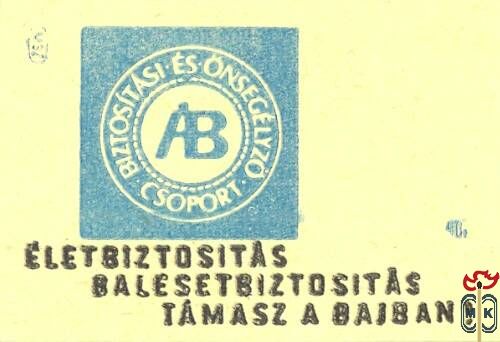 BIZTOSÍTÁSI·ÉS·ÖNSEGÉLYZŐ
CSOPORT
ÁB
ÉLETBIZTOSITÁS
BALESETBIZTOSITÁS
TÁMASZ A BAJBAN!
MK